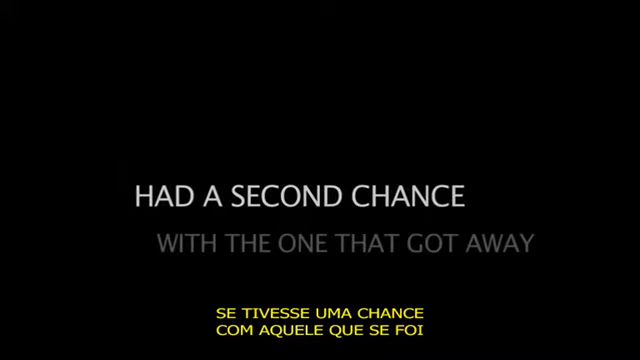 HAD A SECOND CHANCE
WITH THE ONE THAT GOT AWAY
SE TIVESSE UMA CHANCE
COM AQUELE QUE SE FOI